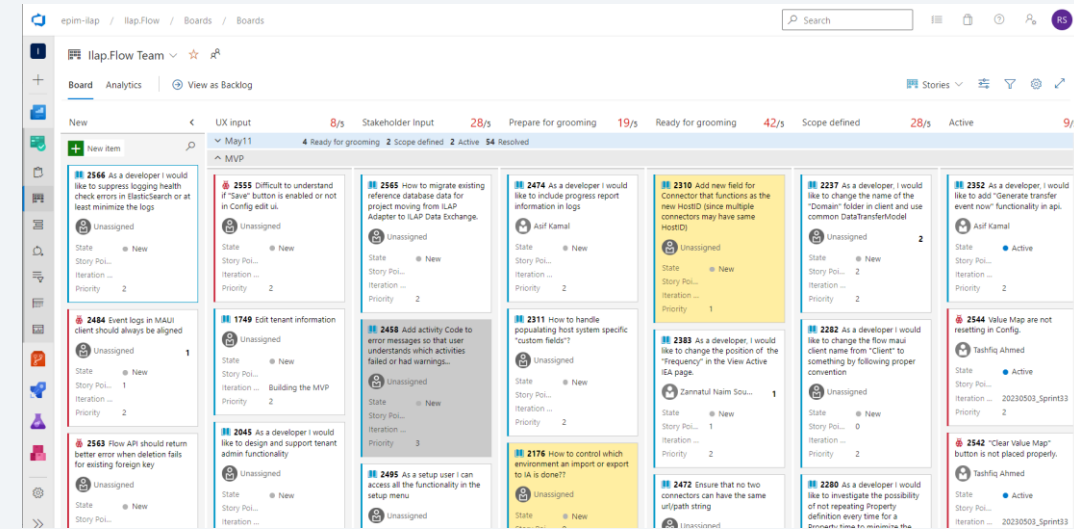 epim-ilap / Ilap.Flow / Boards / Boards
Search
RS
I
Ilap.Flow Team
Board Analytics View as Backlog
Stories
New
UX input 8/5
Stakeholder Input 28/5
Prepare for grooming 19/5
Ready for grooming 42/5
Scope defined 28/5
Active 9/
New item
May11 4 Ready for grooming 2 Scope defined 2 Active 54 Resolved
MVP
2566 As a developer I would
like to suppress logging health
check errors in ElasticSearch or at
least minimize the logs
Unassigned
State New
Story Poi...
Iteration ...
Priority 2
2484 Event logs in MAUI
client should always be aligned
Unassigned 1
State New
Story Poi... 1
Iteration ...
Priority 2
2563 Flow API should return
better error when deletion fails
for existing foreign key
Unassigned
State New
Story Poi...
2555 Difficult to understand
if "Save" button is enabled or not
in Config edit ui.
Unassigned
State New
Story Poi...
Iteration ...
Priority 2
1749 Edit tenant information
Unassigned
State New
Story Poi...
Iteration ... Building the MVP
Priority 2
2045 As a developer I would
like to design and support tenant
admin functionality
Unassigned
State New
Story Poi...
Iteration ...
2565 How to migrate existing
reference database data for
project moving from ILAP
Adapter to ILAP Data Exchange.
Unassigned
State New
Story Poi...
Iteration ...
Priority 2
2458 Add activity Code to
error messages so that user
understands which activities
failed or had warnings...
Unassigned
State New
Story Poi...
Iteration ...
Priority 3
2495 As a setup user I can
access all the functionality in the
setup menu
Unassigned
2474 As a developer I would
like to include progress report
information in logs
Asif Kamal
State New
Story Poi...
Iteration ...
Priority 2
2311 How to handle
popualating host system specific
"custom fields"?
Unassigned
State New
Story Poi...
Iteration ...
Priority 2
2176 How to control which
environment an import or export
to IA is done??
Unassigned
State New
2310 Add new field for
Connector that functions as the
new HostID (since multiple
connectors may have same
HostID)
Unassigned
State New
Story Poi...
Iteration ...
Priority 1
2383 As a developer, I would
like to change the position of the
"Frequency" in the View Active
IEA page.
Zannatul Naim Sou... 1
State New
Story Poi... 1
Iteration ...
Priority 2
2472 Ensure that no two
connectors can have the same
url/path string
Unassigned
2237 As a developer, I would
like to change the name of the
"Domain" folder in client and use
common DataTransferModel
Unassigned 2
State New
Story Poi... 2
Iteration ...
Priority 2
2282 As a developer I would
like to change the flow maui
client name from "Client" to
something by following proper
convention
Unassigned
State New
Story Poi... 0
Iteration ...
Priority 2
2280 As a developer I would
like to investigate the possibility
of not repeating Property
definition every time for a
Property time to minimize the
2352 As a developer, I would
like to add "Generate transfer
event now" functionality in api.
Asif Kamal
State Active
Story Poi...
Iteration ...
Priority 2
2544 Value Map are not
resetting in Config.
Tashfiq Ahmed
State Active
Story Poi...
Iteration ... 20230503_Sprint33
Priority 2
2542 "Clear Value Map"
button is not placed properly.
Tashfiq Ahmed
State Active
Story Poi...
Iteration ... 20230503_Sprint33